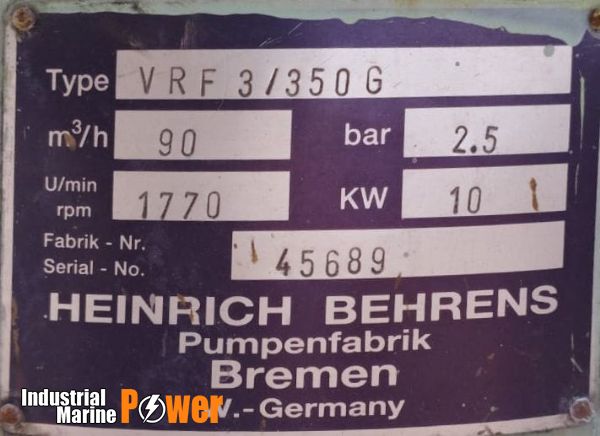 Type VRF 3/350 G
m³/h 90 bar 2.5
U/min
rpm 1770 KW 10
Fabrik - Nr.
Serial - No. 45689
HEINRICH BEHRENS
Pumpenfabrik
Bremen
W.-Germany
Industrial
Marine Power